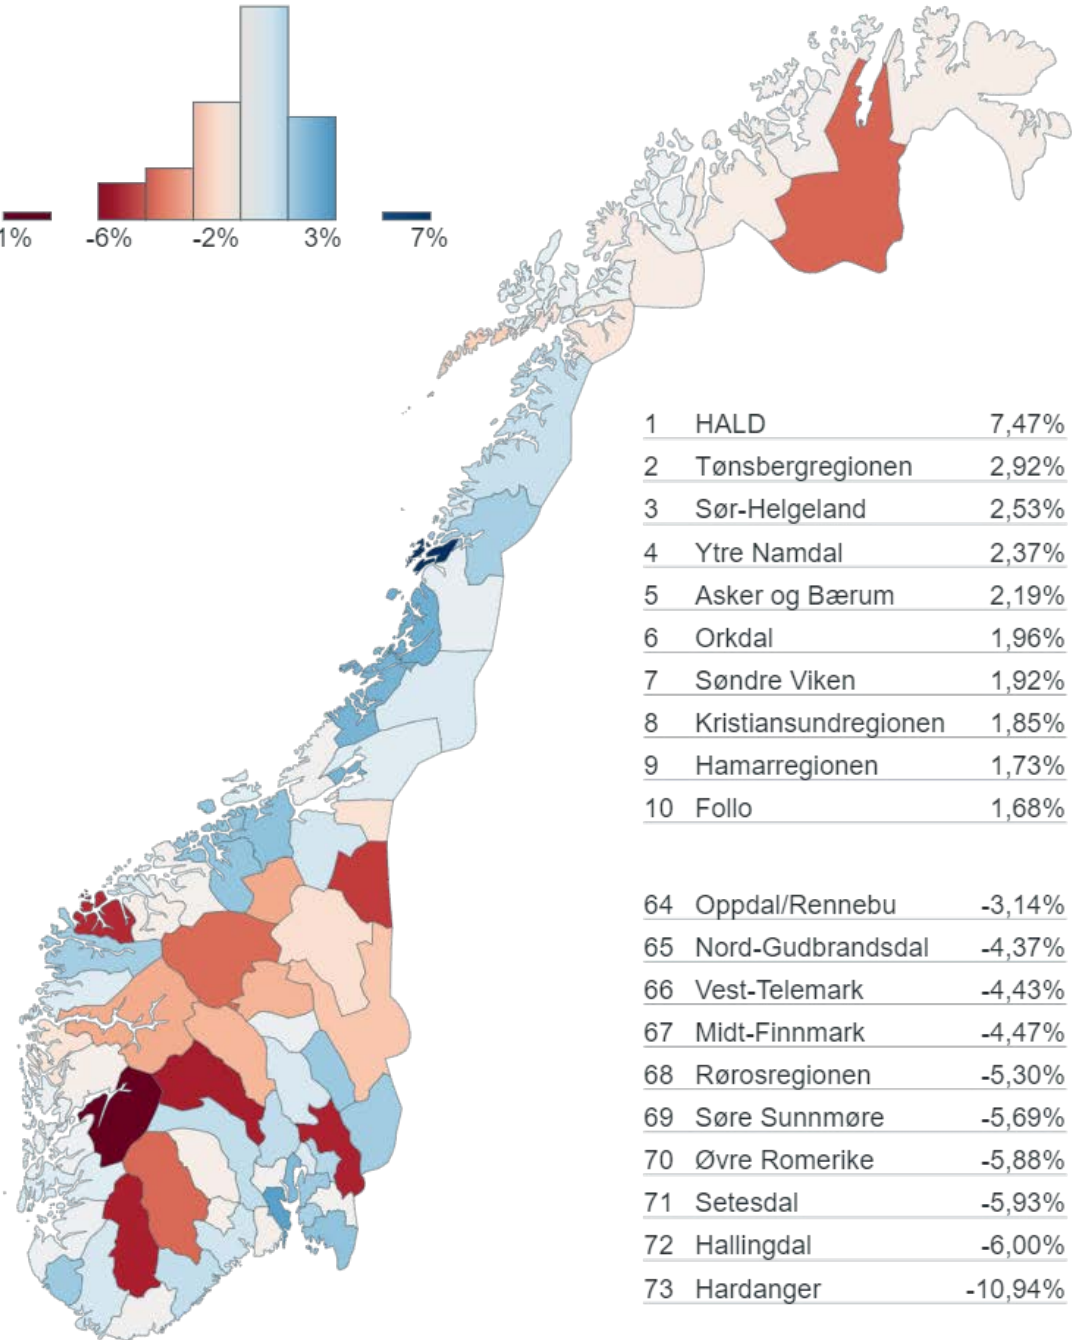 1% -6% -2% 3% 7%
1 HALD 7,47%
2 Tønsbergregionen 2,92%
3 Sør-Helgeland 2,53%
4 Ytre Namdal 2,37%
5 Asker og Bærum 2,19%
6 Orkdal 1,96%
7 Søndre Viken 1,92%
8 Kristiansundregionen 1,85%
9 Hamarregionen 1,73%
10 Follo 1,68%
64 Oppdal/Rennebu -3,14%
65 Nord-Gudbrandsdal -4,37%
66 Vest-Telemark -4,43%
67 Midt-Finnmark -4,47%
68 Rørosregionen -5,30%
69 Søre Sunnmøre -5,69%
70 Øvre Romerike -5,88%
71 Setesdal -5,93%
72 Hallingdal -6,00%
73 Hardanger -10,94%